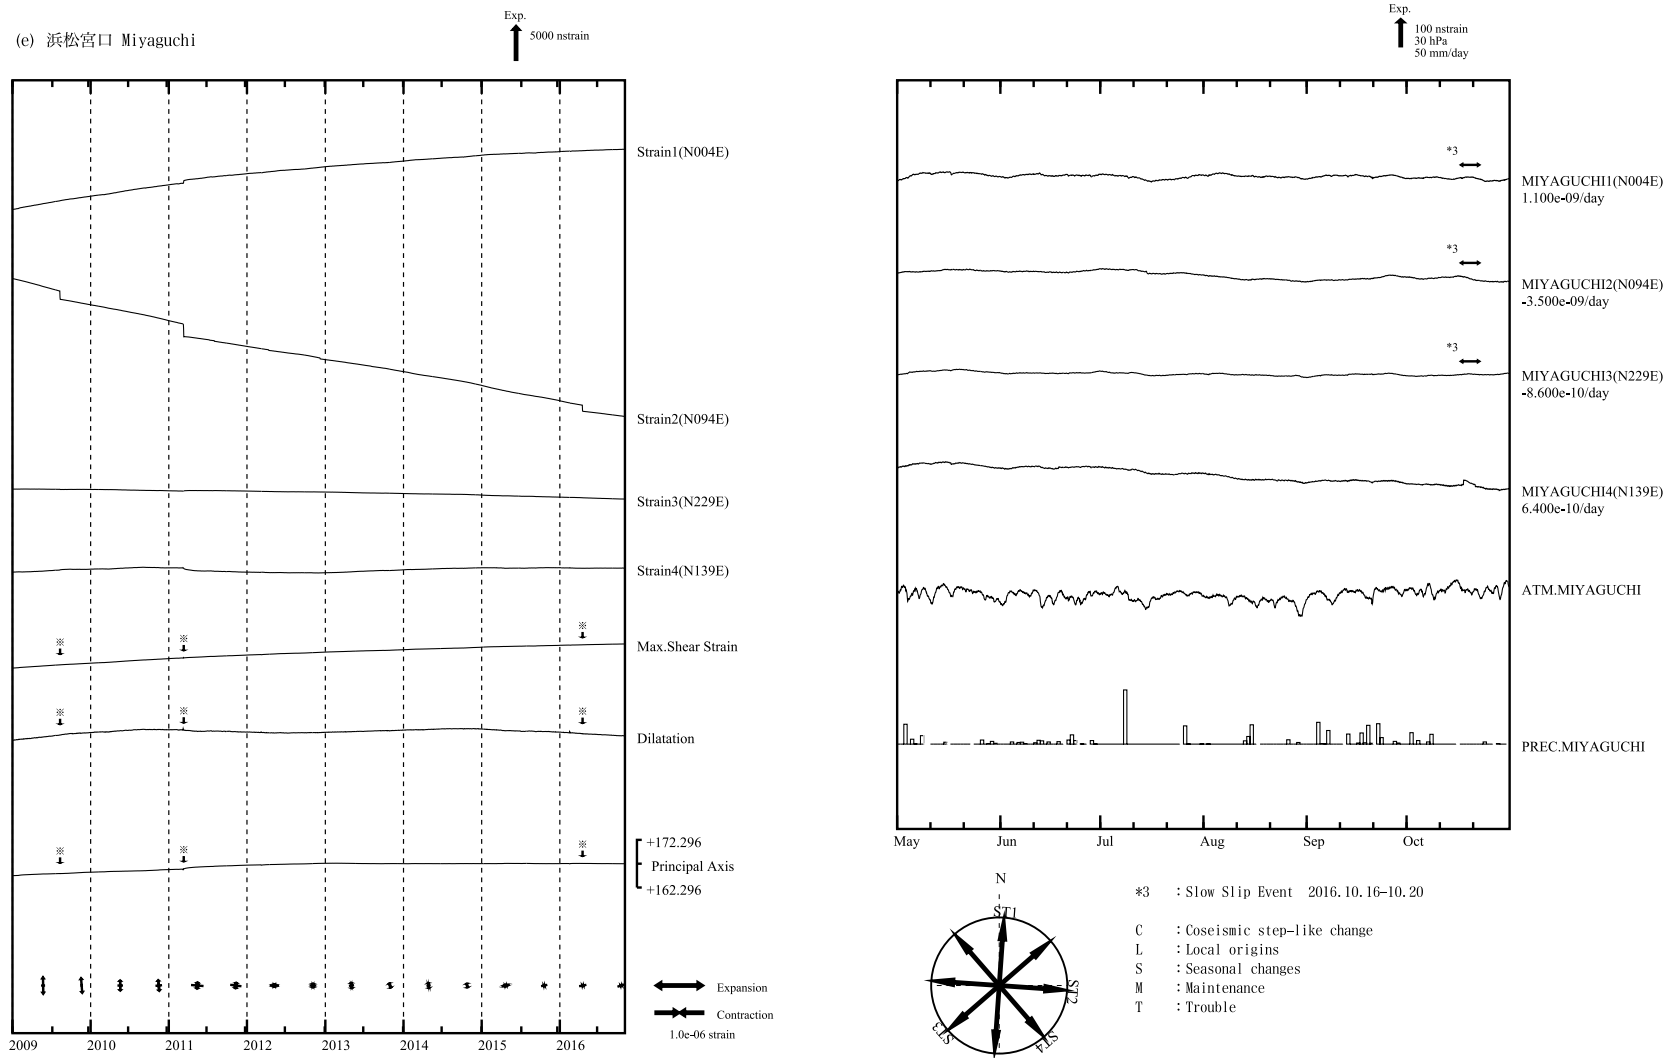 (e) 浜松宮口 Miyaguchi
Exp.
5000 nstrain
Strain1(N004E)
Strain2(N094E)
Strain3(N229E)
Strain4(N139E)
※ ※ ※
Max.Shear Strain
※ ※ ※
Dilatation
※ ※ ※
+172.296
Principal Axis
+162.296
Expansion
Contraction
1.0e-06 strain
2009 2010 2011 2012 2013 2014 2015 2016
Exp.
100 nstrain
30 hPa
50 mm/day
*3
MIYAGUCHI1(N004E)
1.100e-09/day
*3
MIYAGUCHI2(N094E)
-3.500e-09/day
*3
MIYAGUCHI3(N229E)
-8.600e-10/day
MIYAGUCHI4(N139E)
6.400e-10/day
ATM.MIYAGUCHI
PREC.MIYAGUCHI
May Jun Jul Aug Sep Oct
N
ST1
ST2
ST3
ST4
*3 : Slow Slip Event 2016.10.16-10.20
C : Coseismic step-like change
L : Local origins
S : Seasonal changes
M : Maintenance
T : Trouble